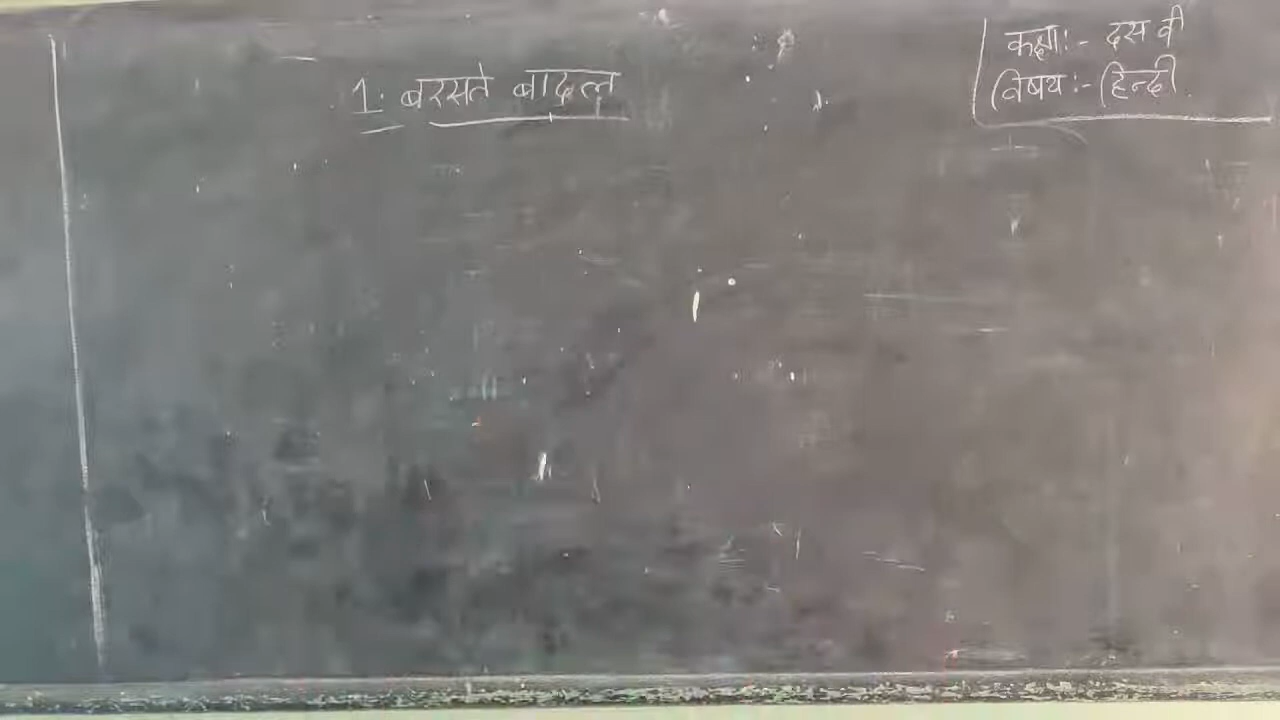 1. बरसते बादल
कक्षाः- दस वी
विषयः- हिन्दी.